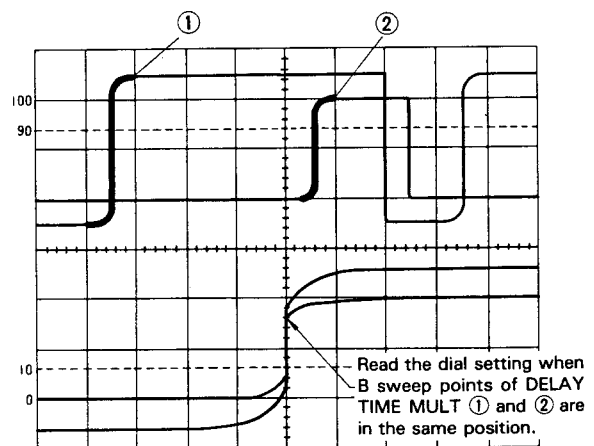 ① ②
100
90
10
0
Read the dial setting when
B sweep points of DELAY
TIME MULT ① and ② are
in the same position.